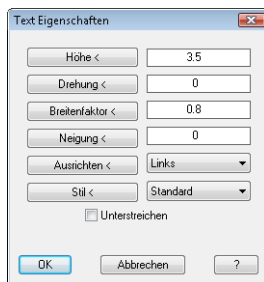 Text Eigenschaften
Höhe < 3.5
Drehung < 0
Breitenfaktor < 0.8
Neigung < 0
Ausrichten < Links
Stil < Standard
Unterstreichen
OK Abbrechen ?